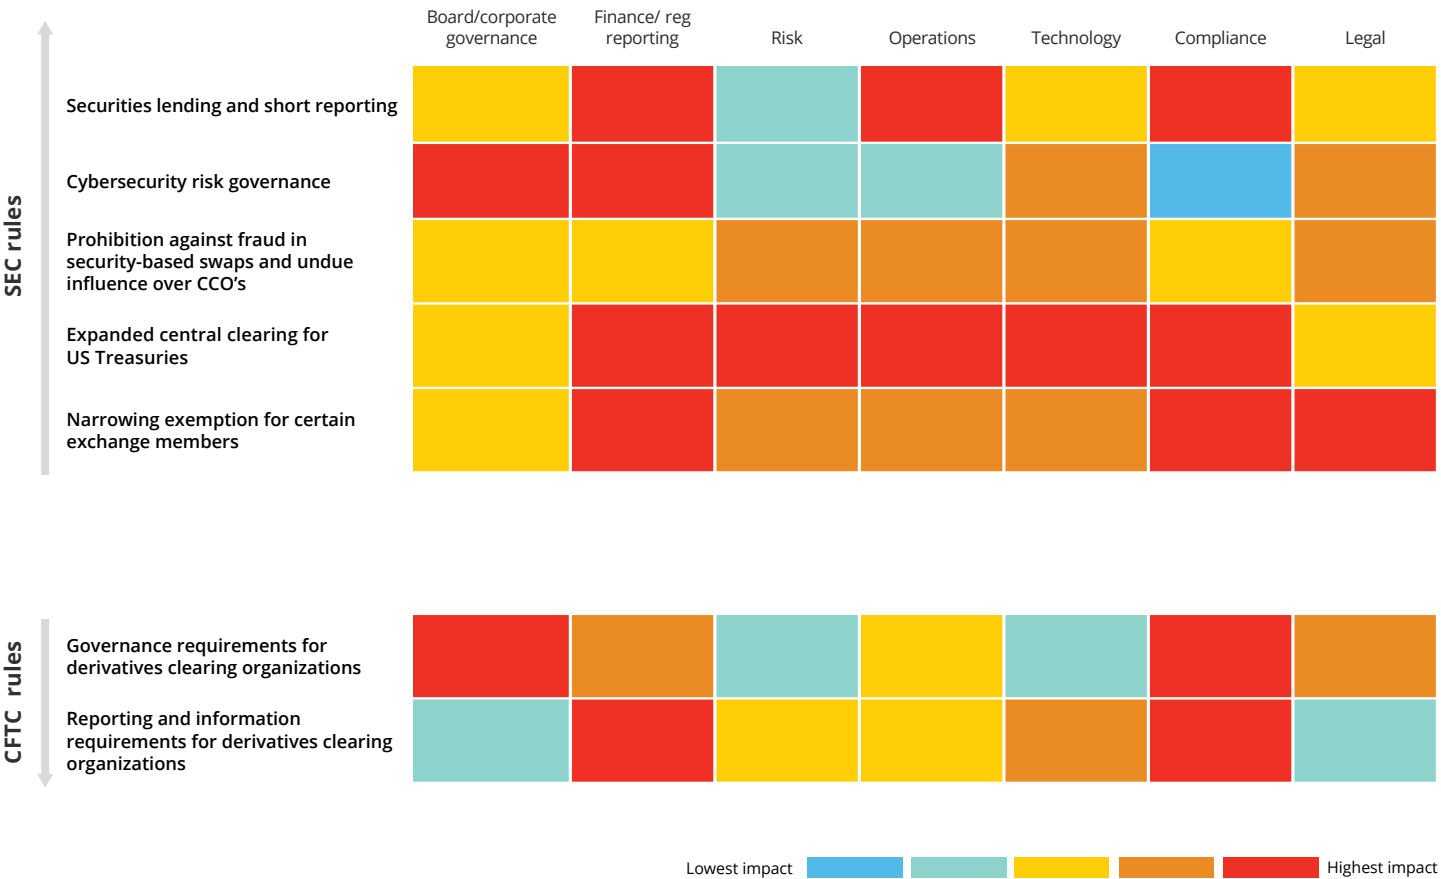 Board/corporate
governance
Finance/ reg
reporting
Risk
Operations
Technology
Compliance
Legal
SEC rules
Securities lending and short reporting
Cybersecurity risk governance
Prohibition against fraud in
security-based swaps and undue
influence over CCO’s
Expanded central clearing for
US Treasuries
Narrowing exemption for certain
exchange members
CFTC rules
Governance requirements for
derivatives clearing organizations
Reporting and information
requirements for derivatives clearing
organizations
Lowest impact
Highest impact